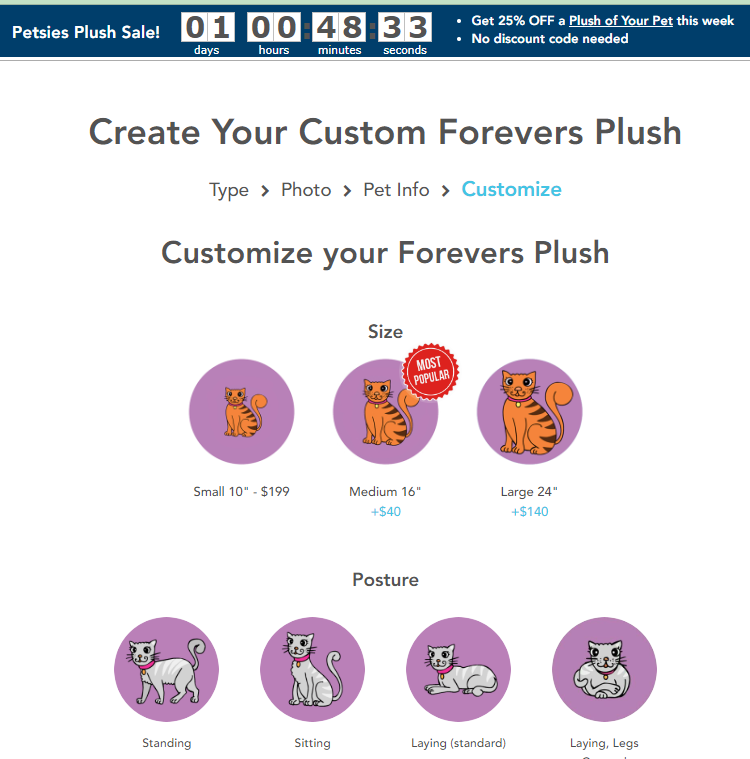 Petsies Plush Sale!
01 00 : 48 : 33
days hours minutes seconds
• Get 25% OFF a Plush of Your Pet this week
• No discount code needed
Create Your Custom Forevers Plush
Type > Photo > Pet Info > Customize
Customize your Forevers Plush
Size
MOST
POPULAR
Small 10" - $199
Medium 16"
+$40
Large 24"
+$140
Posture
Standing
Sitting
Laying (standard)
Laying, Legs